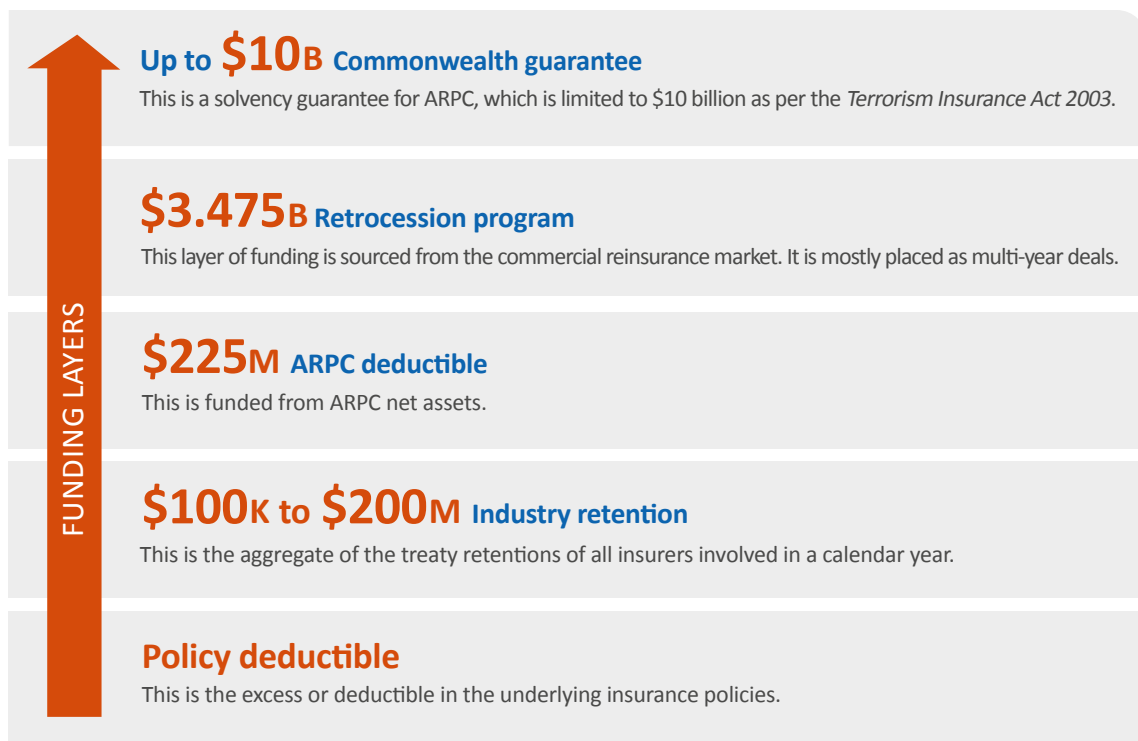 Up to $10B Commonwealth guarantee
This is a solvency guarantee for ARPC, which is limited to $10 billion as per the Terrorism Insurance Act 2003.
$3.475B Retrocession program
This layer of funding is sourced from the commercial reinsurance market. It is mostly placed as multi-year deals.
$225M ARPC deductible
This is funded from ARPC net assets.
$100K to $200M Industry retention
This is the aggregate of the treaty retentions of all insurers involved in a calendar year.
Policy deductible
This is the excess or deductible in the underlying insurance policies.
FUNDING LAYERS